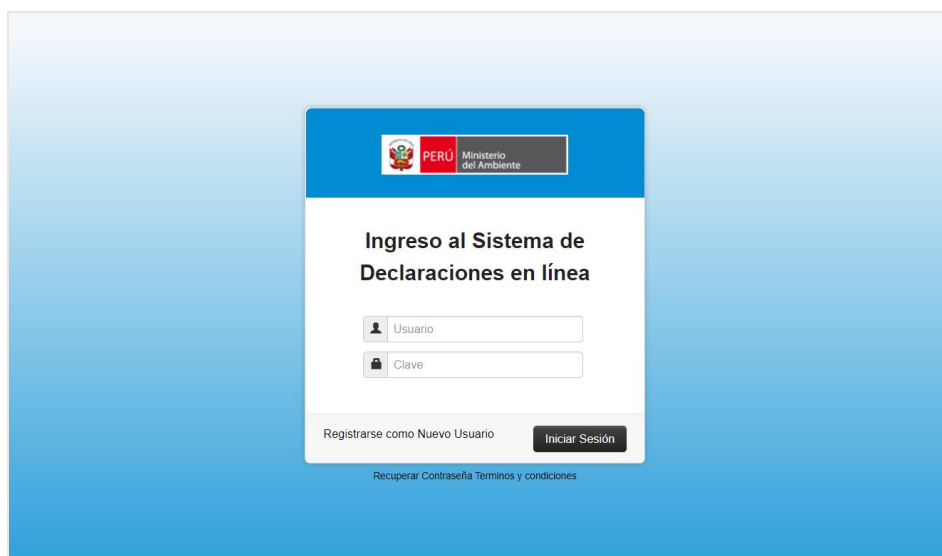 PERÚ Ministerio
del Ambiente
Ingreso al Sistema de
Declaraciones en línea
Usuario
Clave
Registrarse como Nuevo Usuario Iniciar Sesión
Recuperar Contraseña Terminos y condiciones